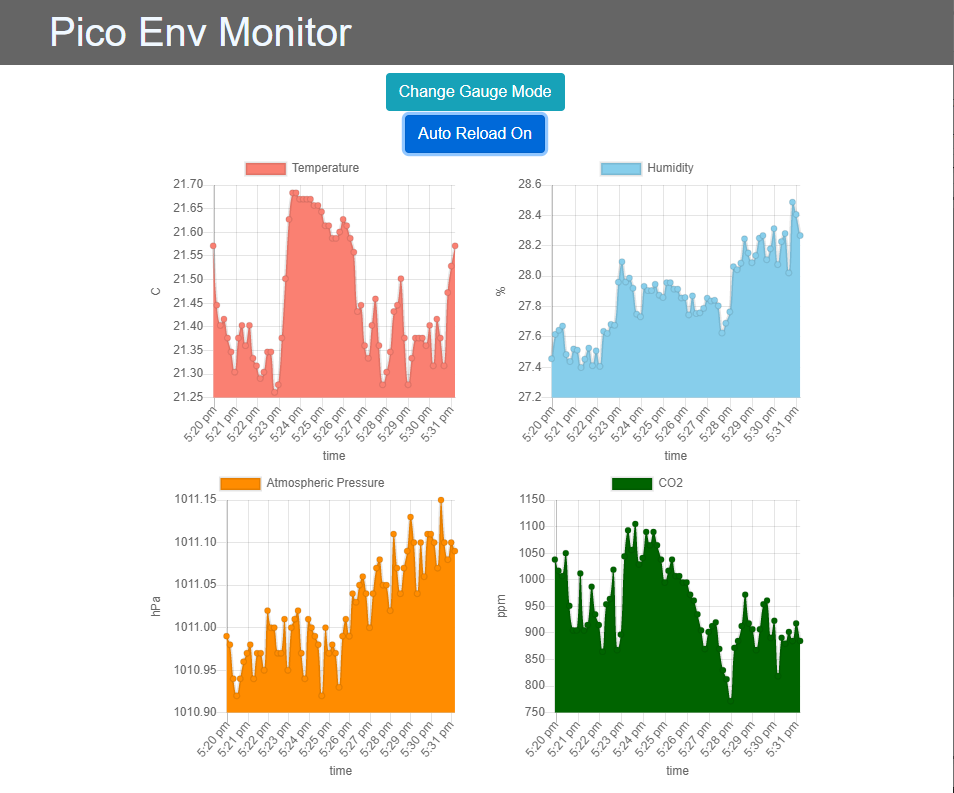 Pico Env Monitor
Change Gauge Mode
Auto Reload On
Temperature
21.70
21.65
21.60
21.55
21.50
21.45
21.40
21.35
21.30
21.25
C
5:20 pm
5:21 pm
5:22 pm
5:23 pm
5:24 pm
5:25 pm
5:26 pm
5:27 pm
5:28 pm
5:29 pm
5:30 pm
5:31 pm
time
Humidity
28.6
28.4
28.2
28.0
27.8
27.6
27.4
27.2
%
5:20 pm
5:21 pm
5:22 pm
5:23 pm
5:24 pm
5:25 pm
5:26 pm
5:27 pm
5:28 pm
5:29 pm
5:30 pm
5:31 pm
time
Atmospheric Pressure
1011.15
1011.10
1011.05
1011.00
1010.95
1010.90
hPa
5:20 pm
5:21 pm
5:22 pm
5:23 pm
5:24 pm
5:25 pm
5:26 pm
5:27 pm
5:28 pm
5:29 pm
5:30 pm
5:31 pm
time
CO2
1150
1100
1050
1000
950
900
850
800
750
ppm
5:20 pm
5:21 pm
5:22 pm
5:23 pm
5:24 pm
5:25 pm
5:26 pm
5:27 pm
5:28 pm
5:29 pm
5:30 pm
5:31 pm
time